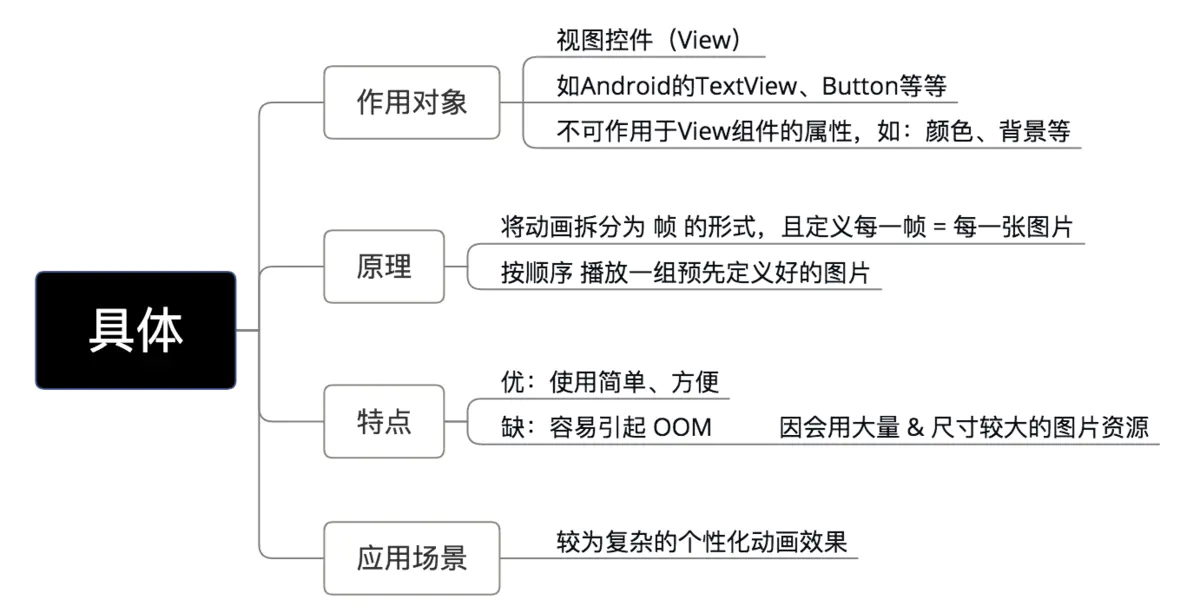 具体
作用对象
视图控件（View）
如Android的TextView、Button等等
不可作用于View组件的属性，如：颜色、背景等
原理
将动画拆分为 帧 的形式，且定义每一帧 = 每一张图片
按顺序 播放一组预先定义好的图片
特点
优：使用简单、方便
缺：容易引起 OOM 因会用大量 & 尺寸较大的图片资源
应用场景
较为复杂的个性化动画效果